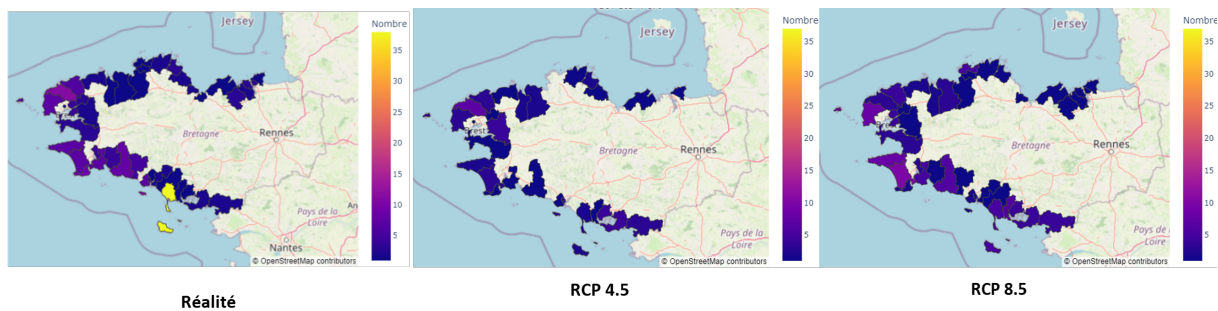 Nombre
Jersey
35
30
25
20
15
10
5
Bretagne
Rennes
Pays de la
Loire
Nantes
© OpenStreetMap contributors
Réalité
Nombre
Jersey
35
30
25
20
15
10
5
Brest
Bretagne
Rennes
Pays de la
Loire
© OpenStreetMap contributors
RCP 4.5
Nombre
Jersey
35
30
25
20
15
10
5
Bretagne
Rennes
Pays de la
Loire
© OpenStreetMap contributors
RCP 8.5